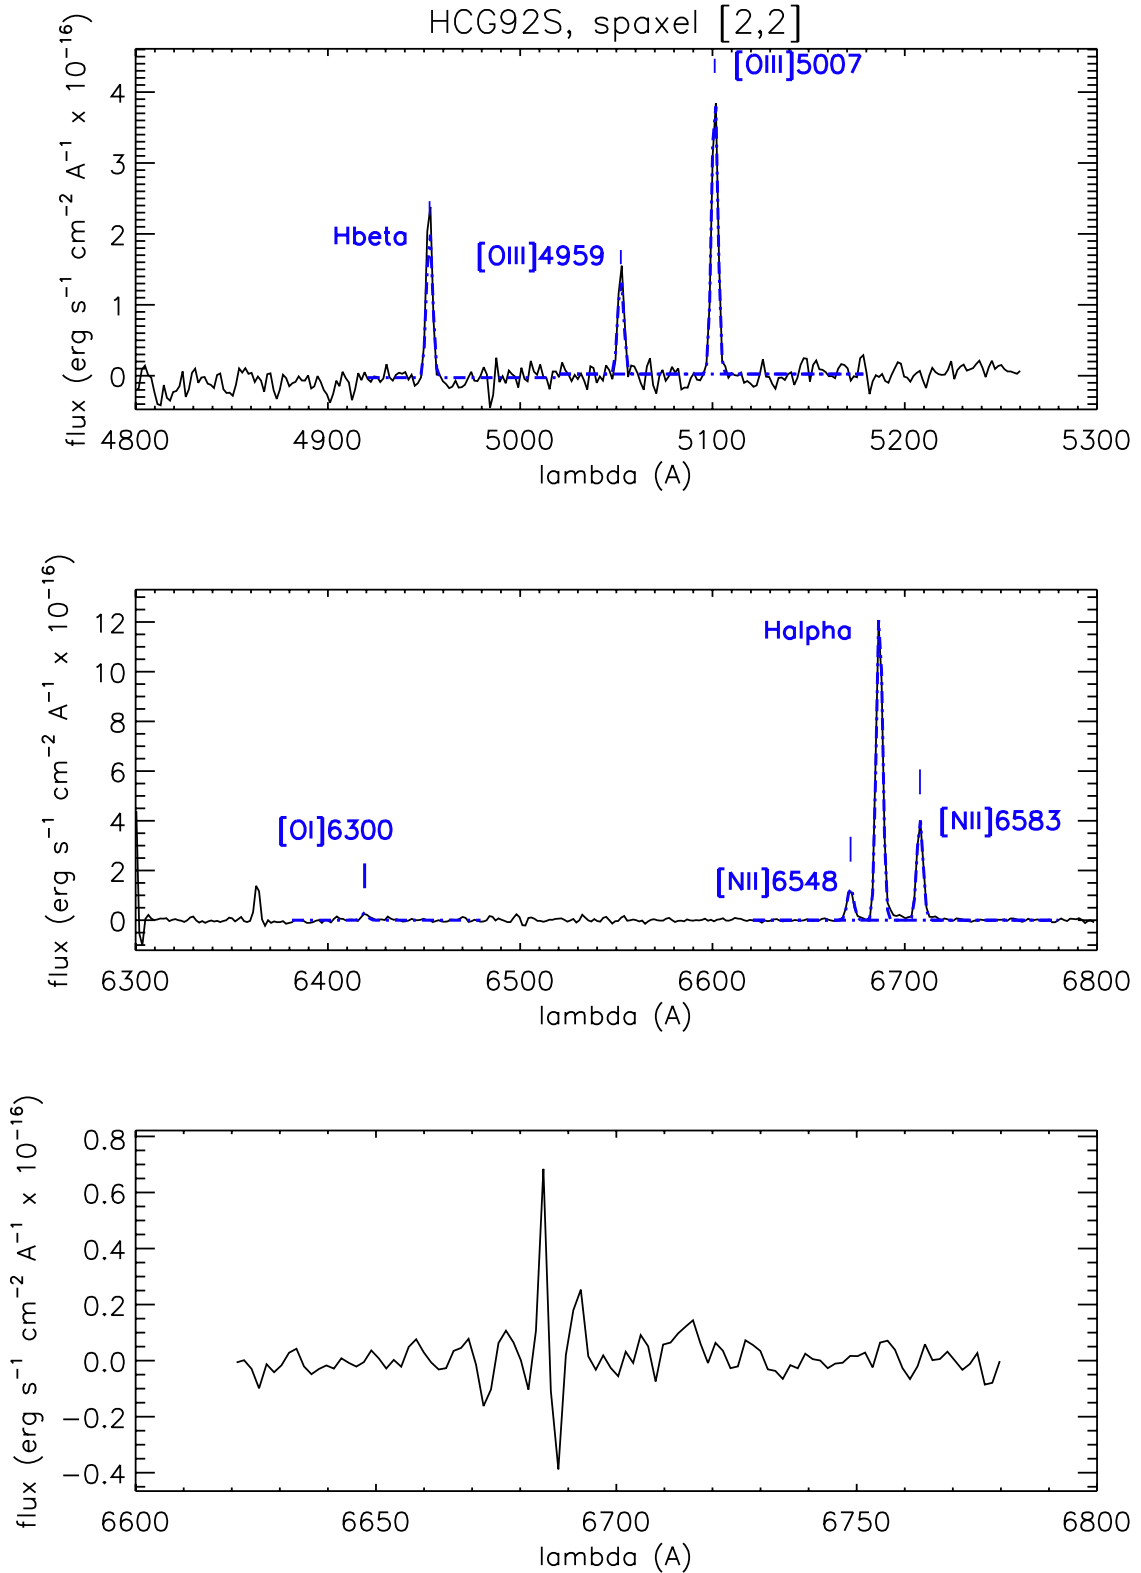 HCG92S, spaxel [2,2]
flux (erg s⁻¹ cm⁻² A⁻¹ x 10⁻¹⁶)
[OIII]5007
Hbeta
[OIII]4959
4
3
2
1
0
4800 4900 5000 5100 5200 5300
lambda (A)
flux (erg s⁻¹ cm⁻² A⁻¹ x 10⁻¹⁶)
Halpha
[OI]6300
[NII]6583
[NII]6548
12
10
8
6
4
2
0
6300 6400 6500 6600 6700 6800
lambda (A)
flux (erg s⁻¹ cm⁻² A⁻¹ x 10⁻¹⁶)
0.8
0.6
0.4
0.2
0.0
−0.2
−0.4
6600 6650 6700 6750 6800
lambda (A)